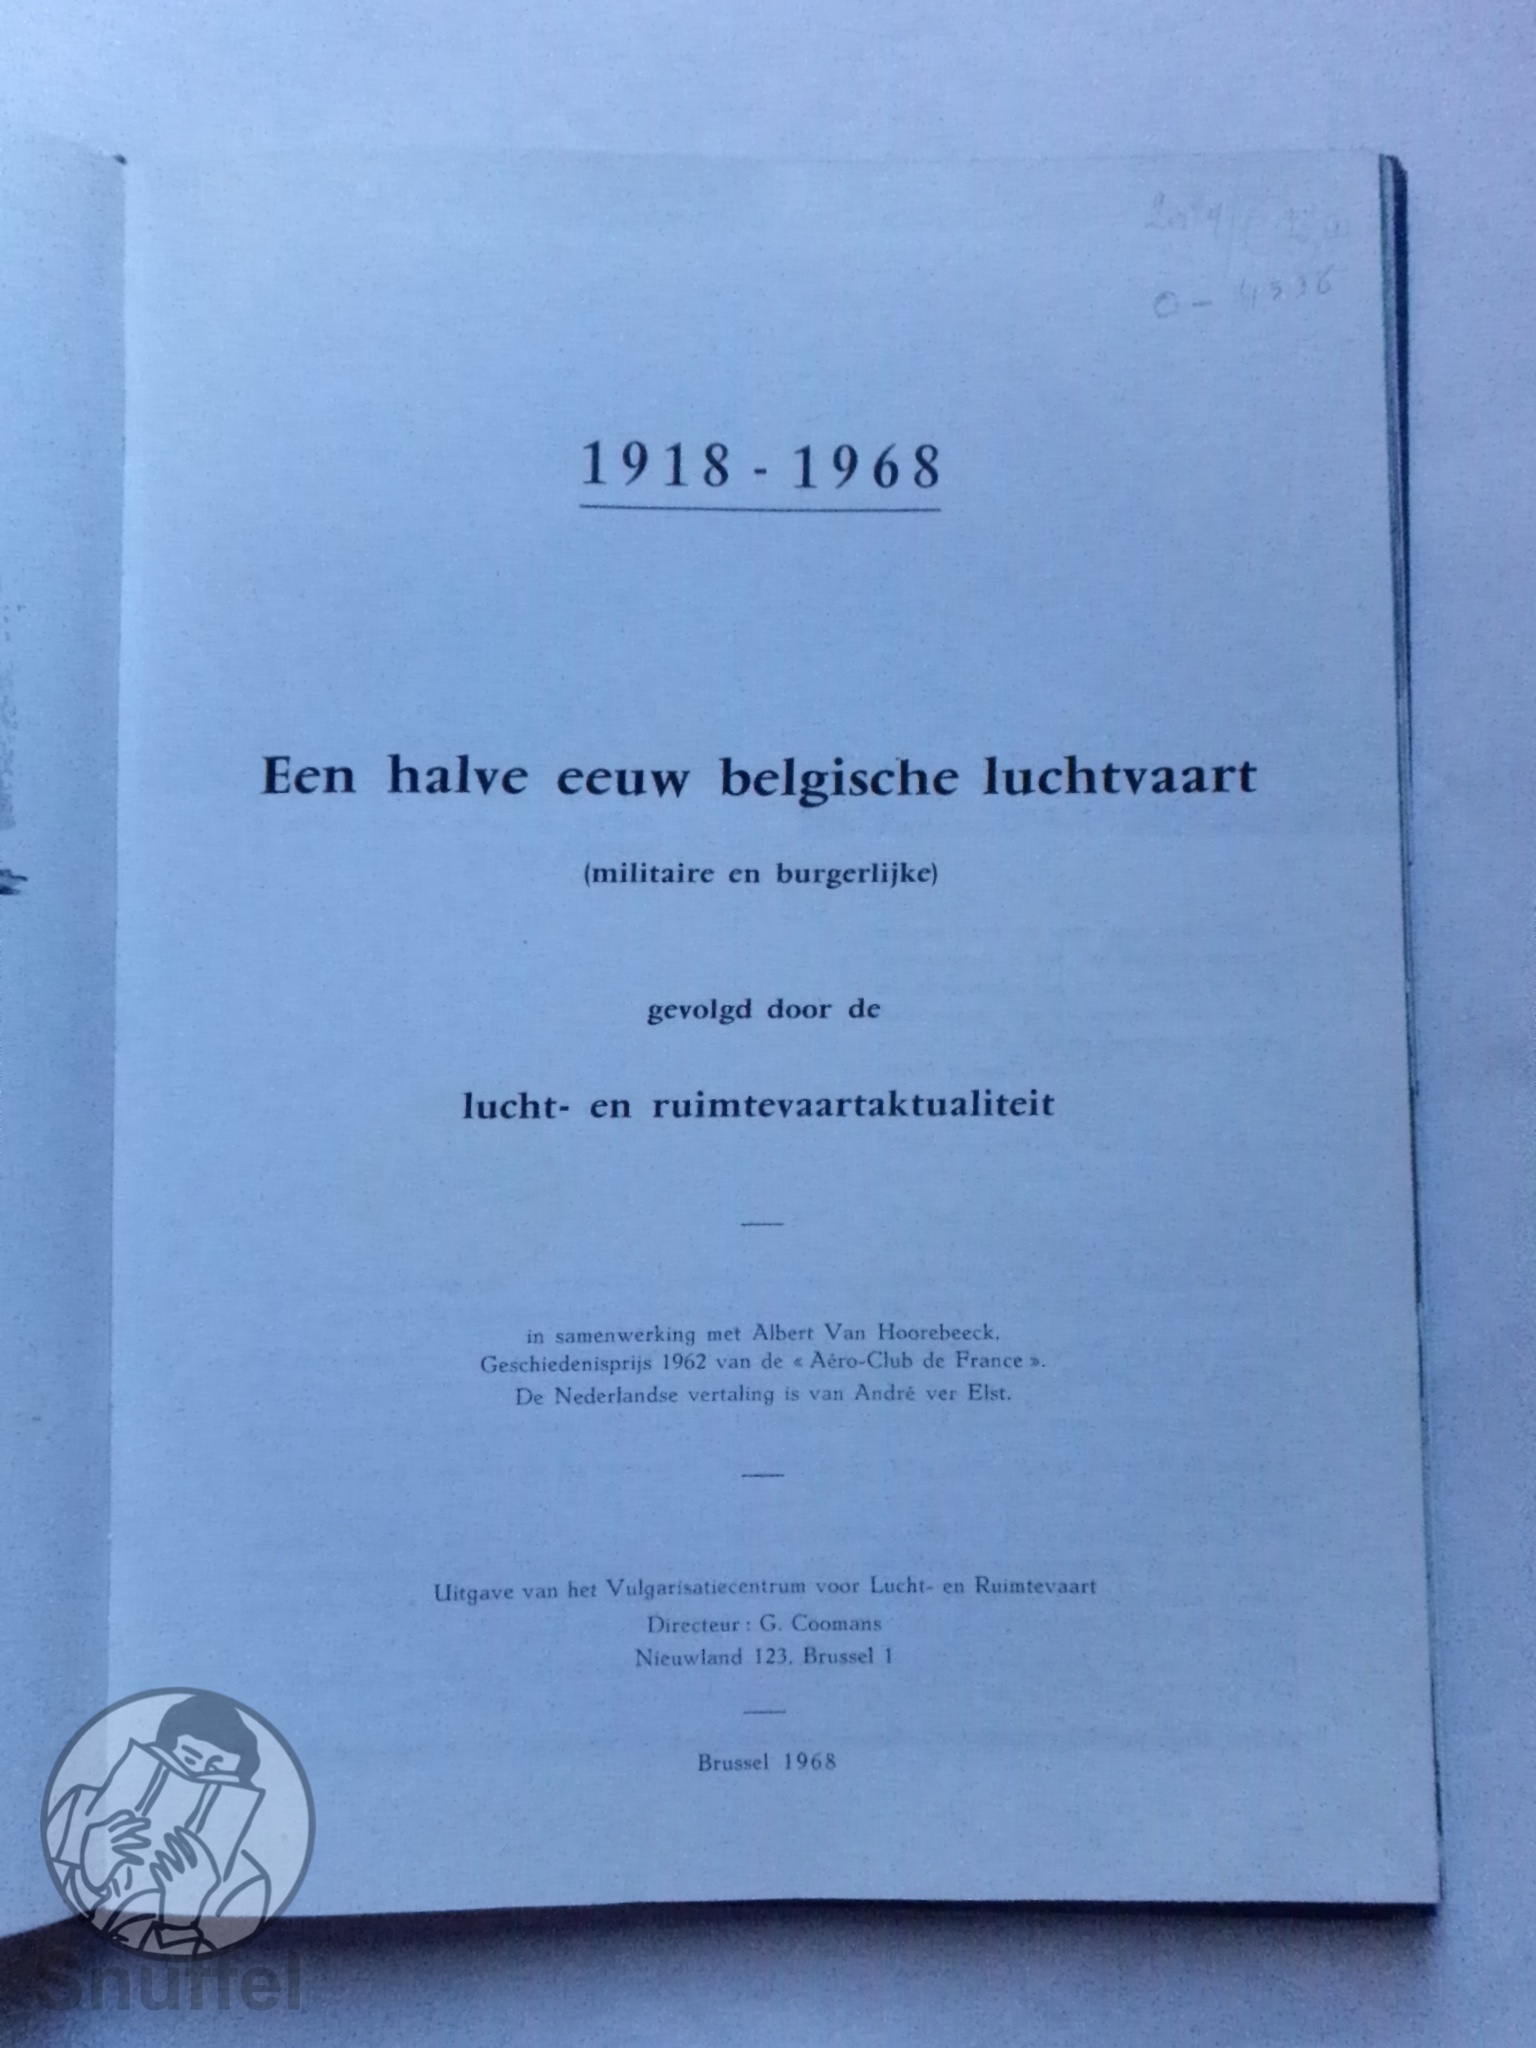 1918 - 1968
Een halve eeuw belgische luchtvaart
(militaire en burgerlijke)
gevolgd door de
lucht- en ruimtevaartaktualiteit
in samenwerking met Albert Van Hoorebeeck,
Geschiedenisprijs 1962 van de « Aéro-Club de France ».
De Nederlandse vertaling is van André ver Elst.
Uitgave van het Vulgarisatiecentrum voor Lucht- en Ruimtevaart
Directeur : G. Coomans
Nieuwland 123, Brussel 1
Brussel 1968
Snuffel